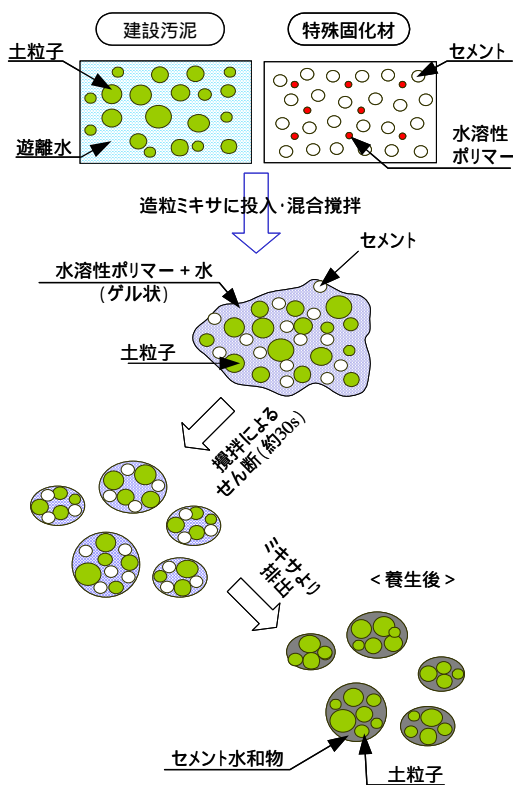 建設汚泥
特殊固化材
土粒子
セメント
遊離水
水溶性
ポリマー
造粒ミキサに投入・混合攪拌
セメント
水溶性ポリマー + 水
(ゲル状)
土粒子
攪拌による
せん断(約30s)
ミキサより
排圧
< 養生後 >
セメント水和物
土粒子